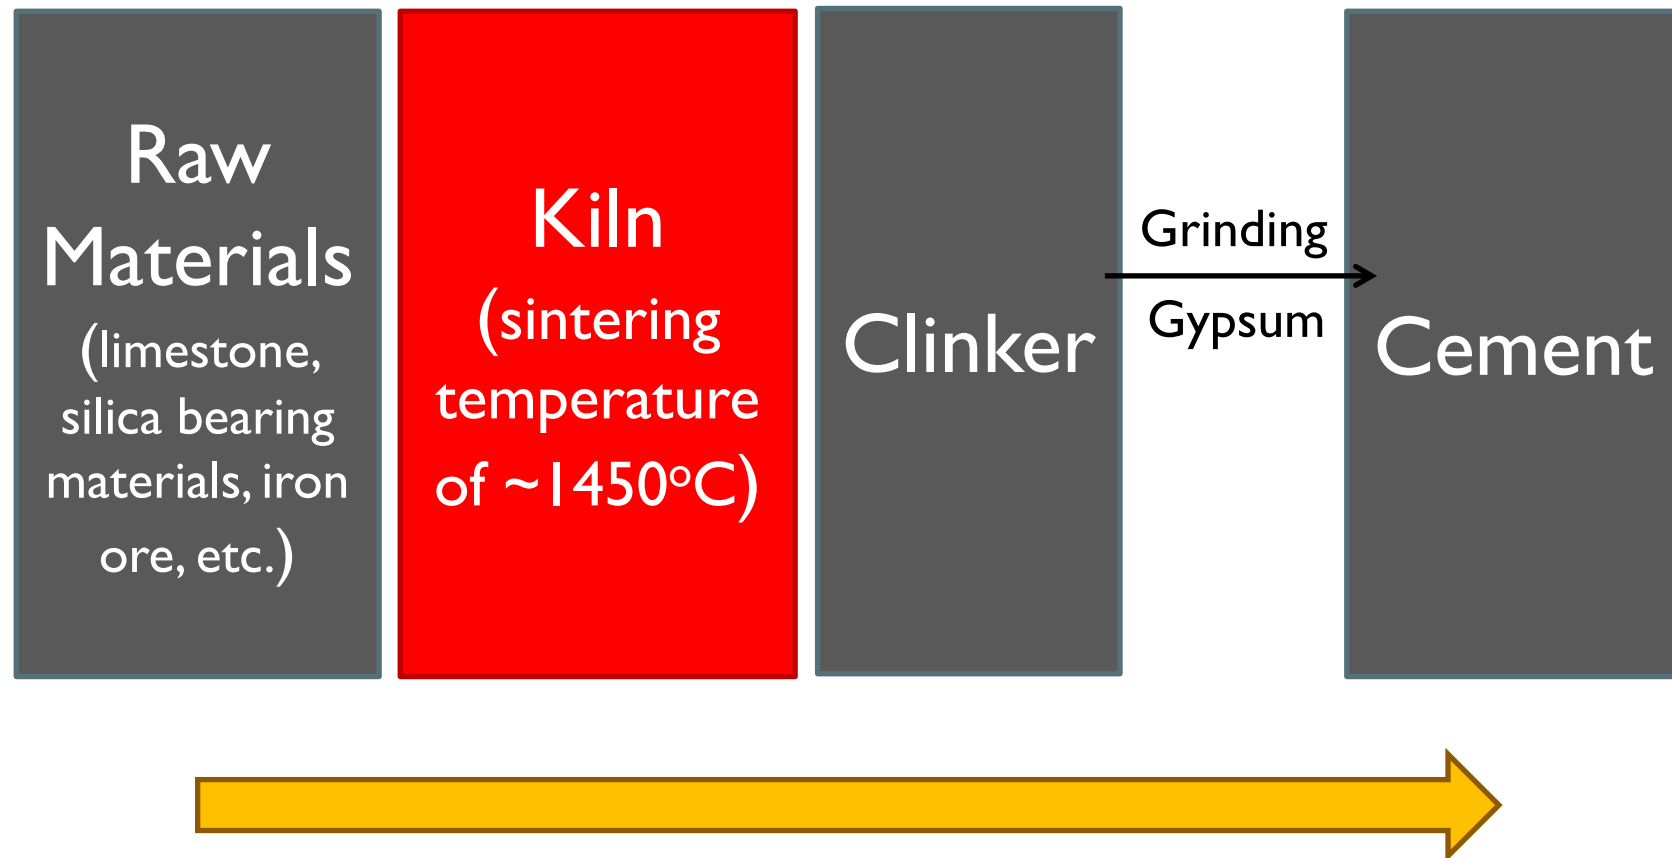 Raw
Materials
(limestone,
silica bearing
materials, iron
ore, etc.)
Kiln
(sintering
temperature
of ~1450°C)
Clinker
Grinding
Gypsum
Cement